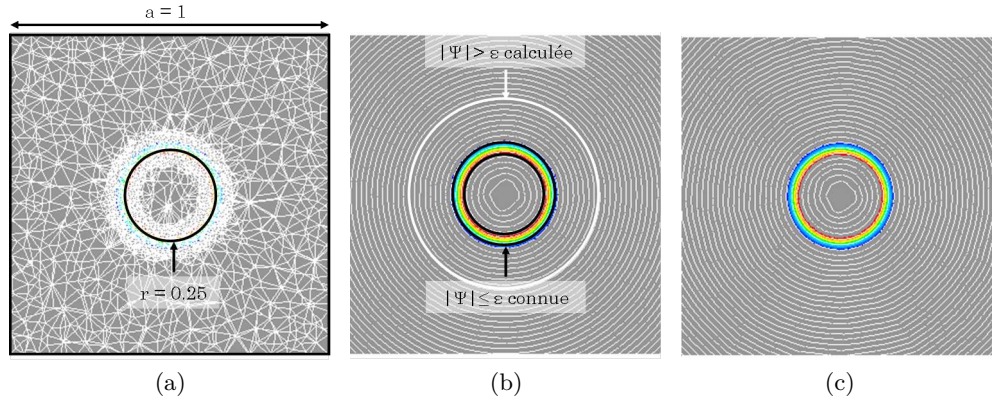 a = 1
|Ψ| > ε calculée
r = 0.25
|Ψ| ≤ ε connue
(a)
(b)
(c)